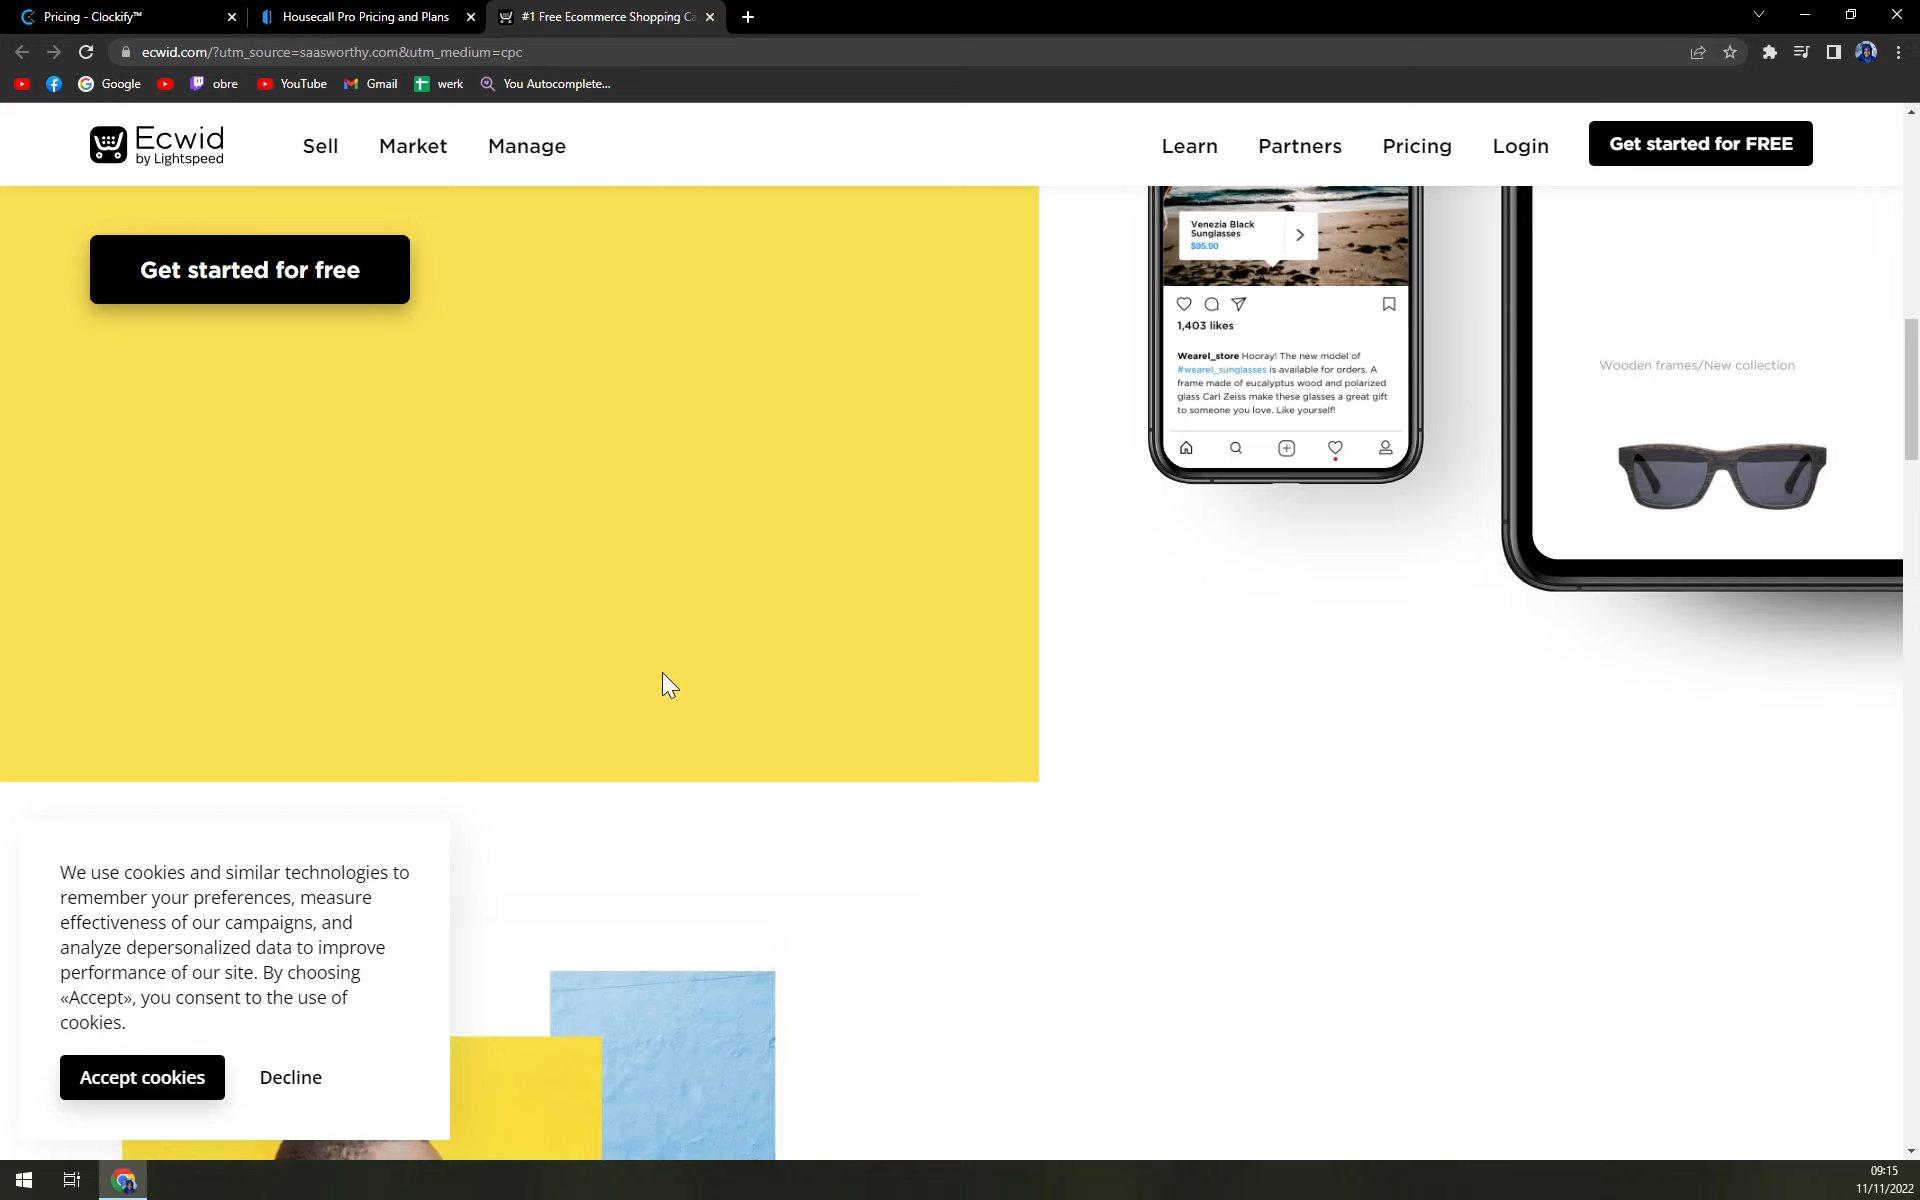 Pricing - Clockify™
Housecall Pro Pricing and Plans
#1 Free Ecommerce Shopping Ca
ecwid.com/?utm_source=saasworthy.com&utm_medium=cpc
Google
obre
YouTube
Gmail
werk
You Autocomplete...
Ecwid
by Lightspeed
Sell
Market
Manage
Learn
Partners
Pricing
Login
Get started for FREE
Get started for free
Venezia Black
Sunglasses
$95.90
1,403 likes
Wearel_store Hooray! The new model of
#wearel_sunglasses is available for orders. A
frame made of eucalyptus wood and polarized
glass Carl Zeiss make these glasses a great gift
to someone you love. Like yourself!
Wooden frames/New collection
We use cookies and similar technologies to
remember your preferences, measure
effectiveness of our campaigns, and
analyze depersonalized data to improve
performance of our site. By choosing
«Accept», you consent to the use of
cookies.
Accept cookies
Decline
09:15
11/11/2022